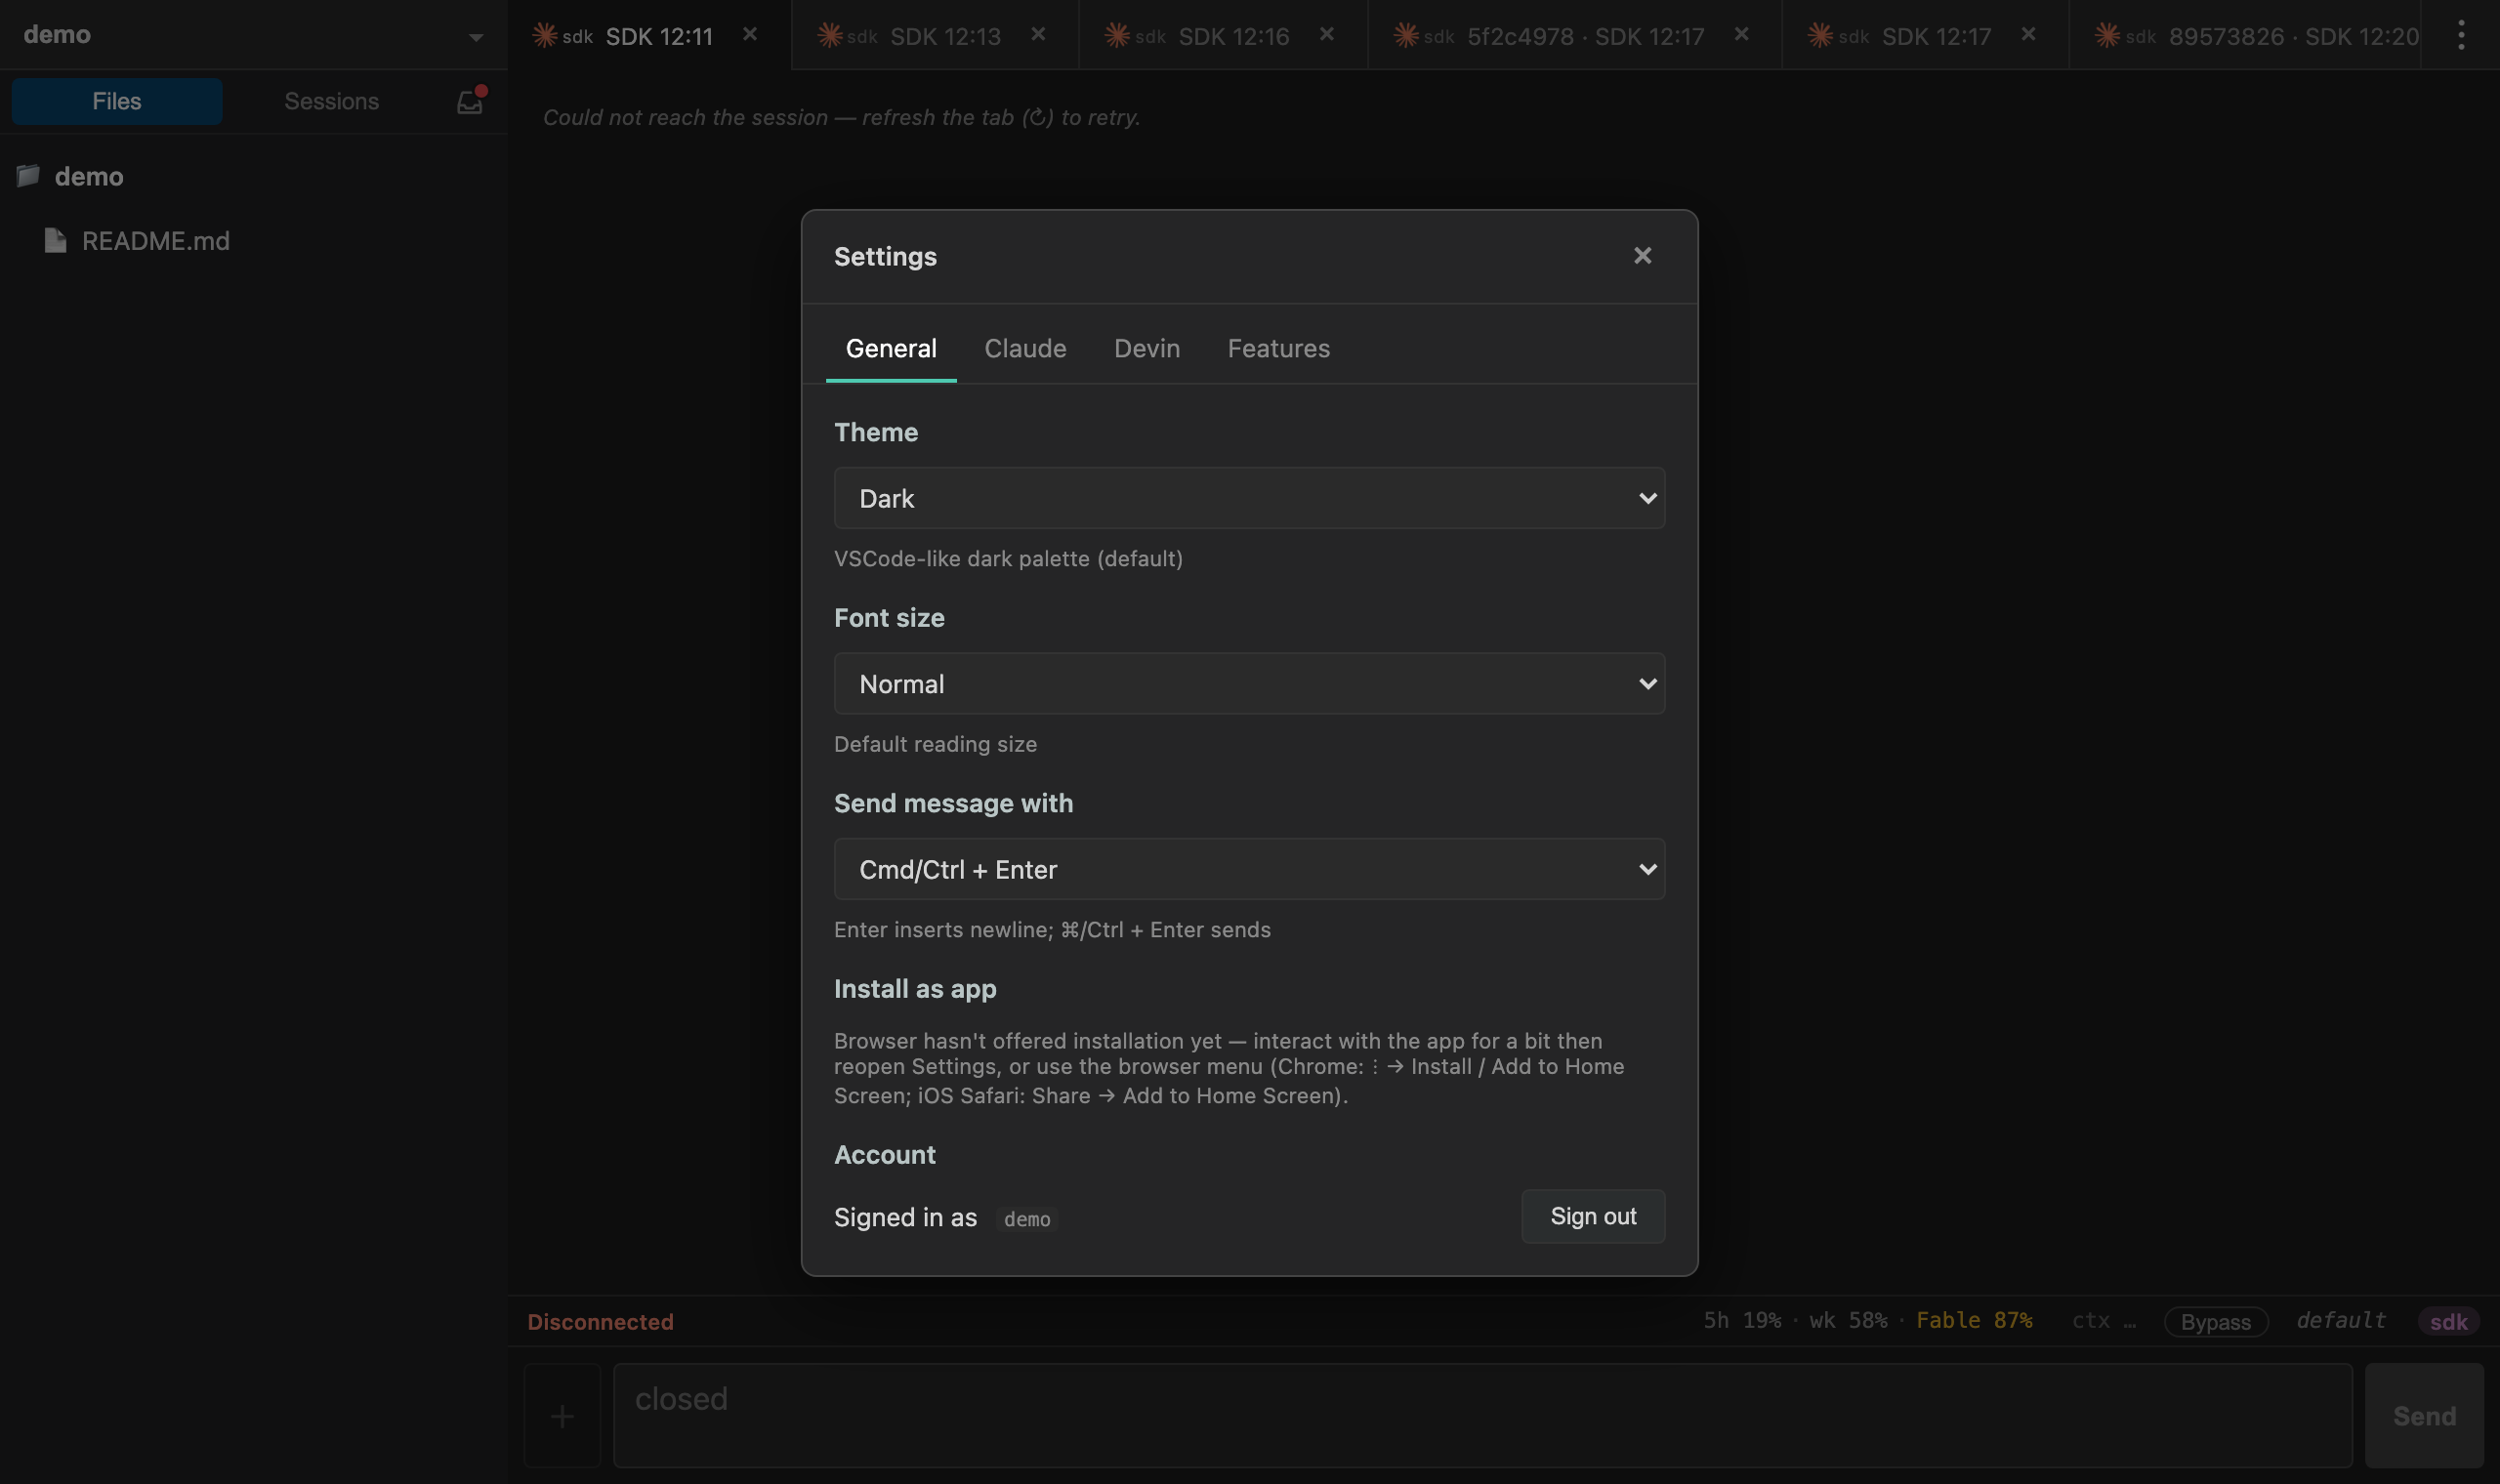 demo
sdk SDK 12:11 ✕
sdk SDK 12:13 ✕
sdk SDK 12:16 ✕
sdk 5f2c4978 · SDK 12:17 ✕
sdk SDK 12:17 ✕
sdk 89573826 · SDK 12:20
Files
Sessions
demo
README.md
Could not reach the session — refresh the tab (↻) to retry.
Settings ✕
General Claude Devin Features
Theme
Dark
VSCode-like dark palette (default)
Font size
Normal
Default reading size
Send message with
Cmd/Ctrl + Enter
Enter inserts newline; ⌘/Ctrl + Enter sends
Install as app
Browser hasn't offered installation yet — interact with the app for a bit then
reopen Settings, or use the browser menu (Chrome: ⋮ → Install / Add to Home
Screen; iOS Safari: Share → Add to Home Screen).
Account
Signed in as demo
Sign out
Disconnected
5h 19% · wk 58% · Fable 87% ctx … Bypass default sdk
+
closed
Send